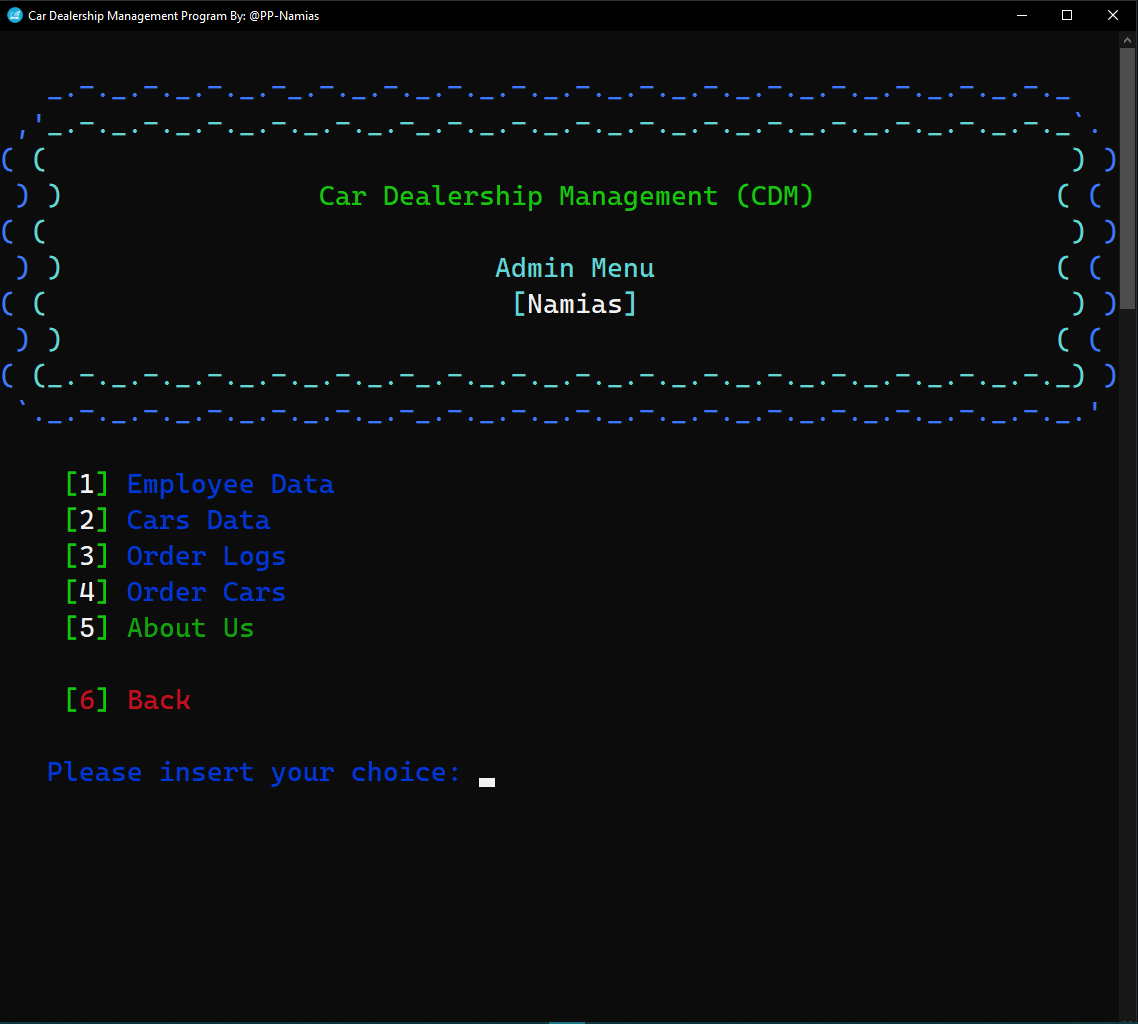 Car Dealership Management Program By: @PP-Namias
Car Dealership Management (CDM)
Admin Menu
[Namias]
[1] Employee Data
[2] Cars Data
[3] Order Logs
[4] Order Cars
[5] About Us
[6] Back
Please insert your choice: